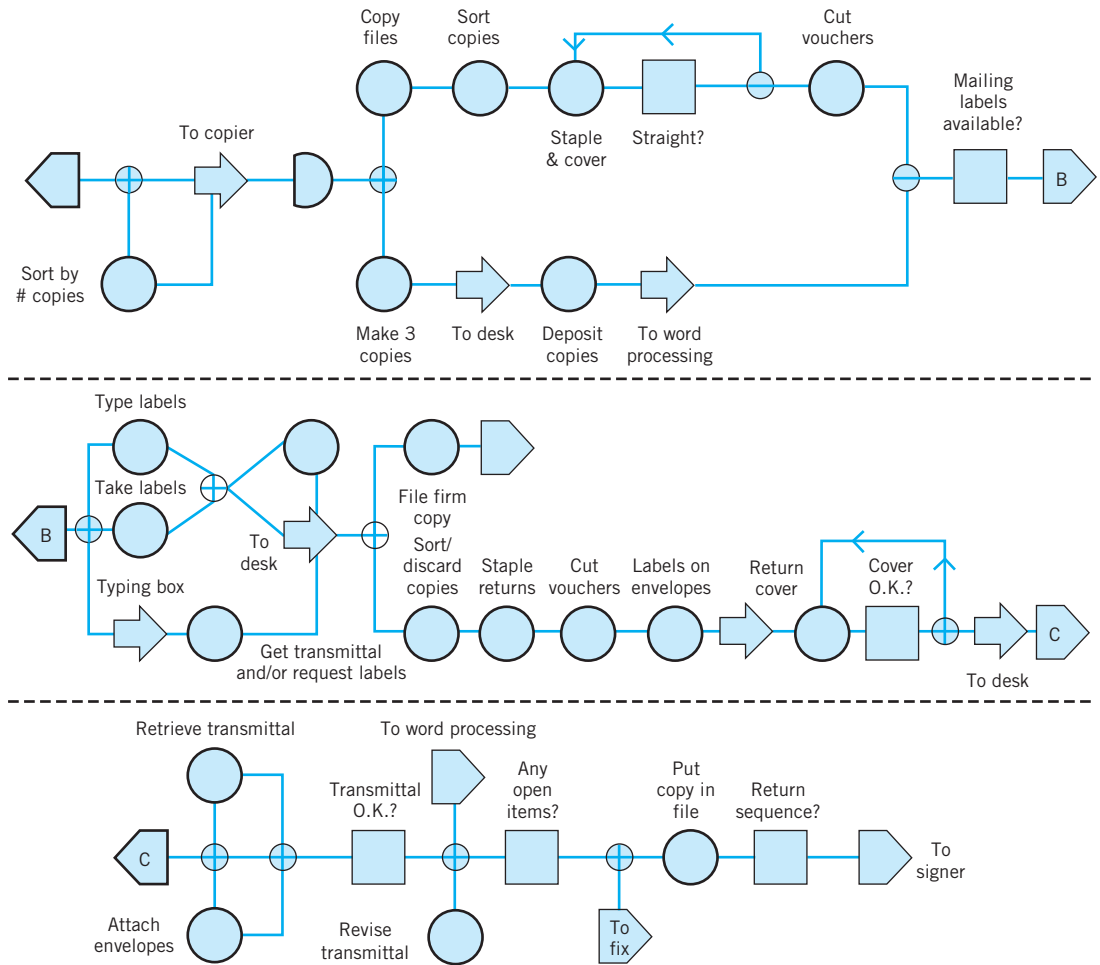 Copy
files
Sort
copies
Cut
vouchers
Mailing
labels
available?
To copier
Staple
& cover
Straight?
B
Sort by
# copies
Make 3
copies
To desk
Deposit
copies
To word
processing
Type labels
Take labels
B
To
desk
Typing box
File firm
copy
Sort/
discard
copies
Staple
returns
Cut
vouchers
Labels on
envelopes
Return
cover
Cover
O.K.?
C
Get transmittal
and/or request labels
To desk
Retrieve transmittal
To word processing
Transmittal
O.K.?
Any
open
items?
Put
copy in
file
Return
sequence?
C
To
signer
Attach
envelopes
Revise
transmittal
To
fix